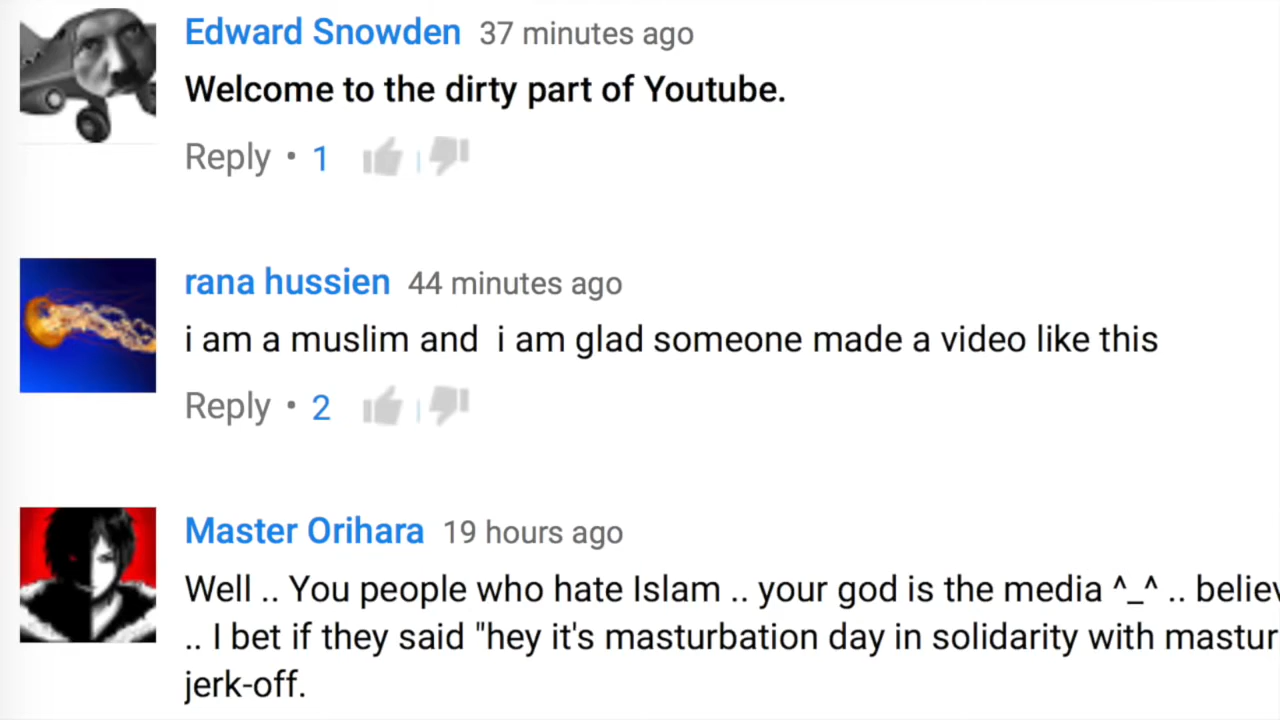 Edward Snowden 37 minutes ago
Welcome to the dirty part of Youtube.
Reply • 1
rana hussien 44 minutes ago
i am a muslim and  i am glad someone made a video like this
Reply • 2
Master Orihara 19 hours ago
Well .. You people who hate Islam .. your god is the media ^_^ .. believ
.. I bet if they said "hey it's masturbation day in solidarity with mastur
jerk-off.